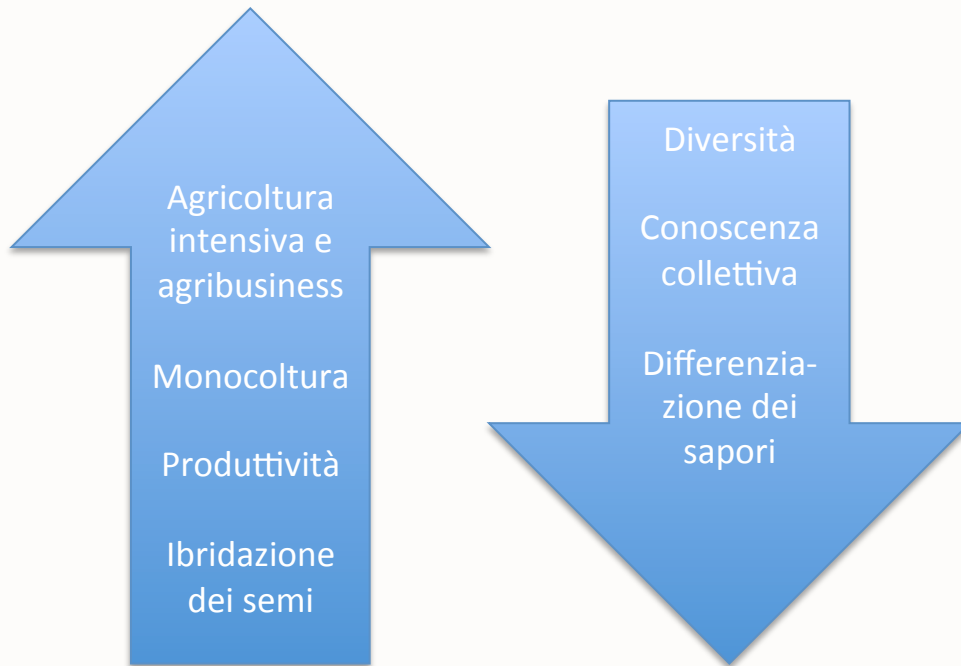 Agricoltura
intensiva e
agribusiness
Monocoltura
Produttività
Ibridazione
dei semi
Diversità
Conoscenza
collettiva
Differenzia-
zione dei
sapori